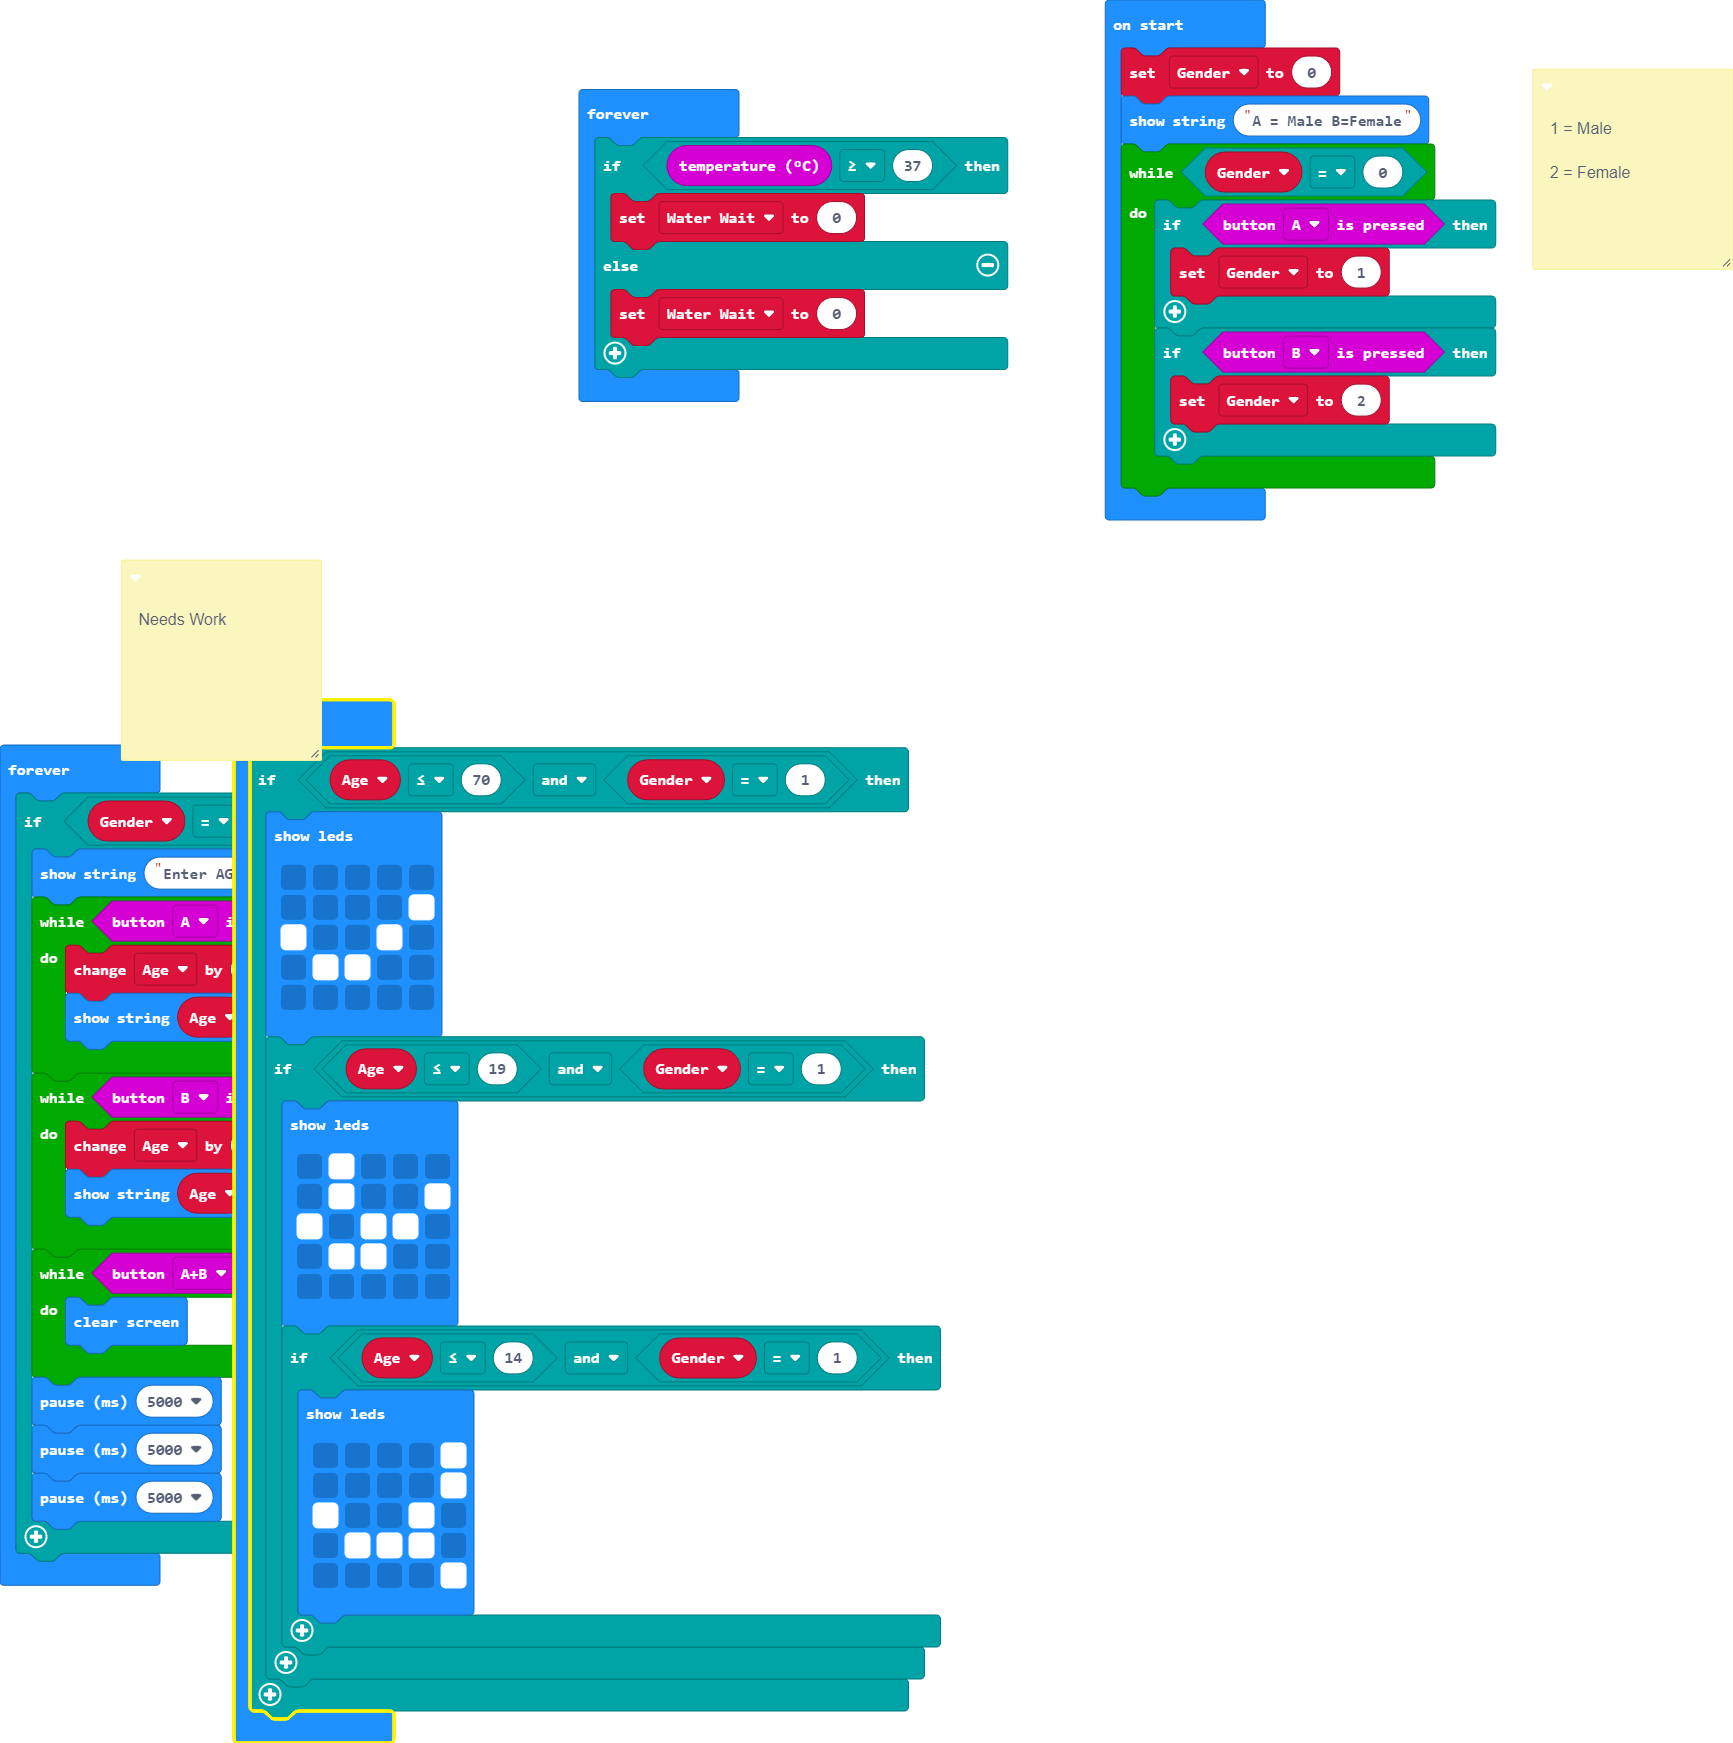 on start
set Gender to 0
show string "A = Male B=Female"
while Gender = 0
do
if button A is pressed then
set Gender to 1
if button B is pressed then
set Gender to 2
1 = Male
2 = Female
forever
if temperature (ºC) ≥ 37 then
set Water Wait to 0
else
set Water Wait to 0
Needs Work
forever
if Gender =
show string "Enter AG
while button A
do
change Age by
show string Age
while button B
do
change Age by
show string Age
while button A+B
do
clear screen
pause (ms) 5000
pause (ms) 5000
pause (ms) 5000
if Age ≤ 70 and Gender = 1 then
show leds
if Age ≤ 19 and Gender = 1 then
show leds
if Age ≤ 14 and Gender = 1 then
show leds